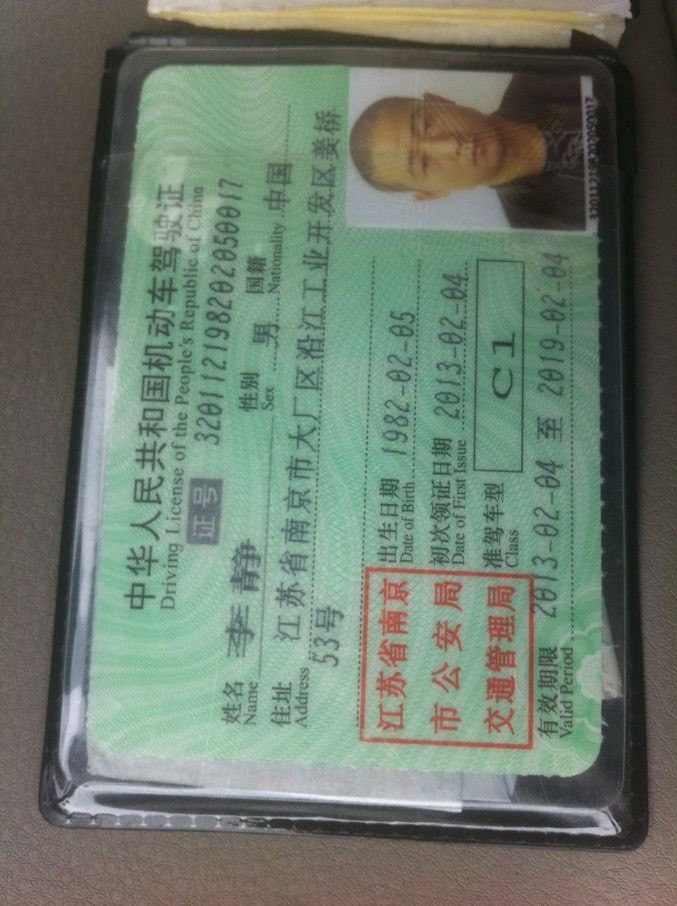 中华人民共和国机动车驾驶证
Driving License of the People's Republic of China
证号 320112198202050017
姓名 李静 性别 男 国籍 中国
Name Sex Nationality
住址 江苏省南京市大厂区沿江工业开发区姜桥
Address 53号
出生日期 1982-02-05
Date of Birth
初次领证日期 2013-02-04
Date of First Issue
准驾车型 C1
Class
江苏省南京
市公安局
交通管理局
有效期限 2013-02-04 至 2019-02-04
Valid Period